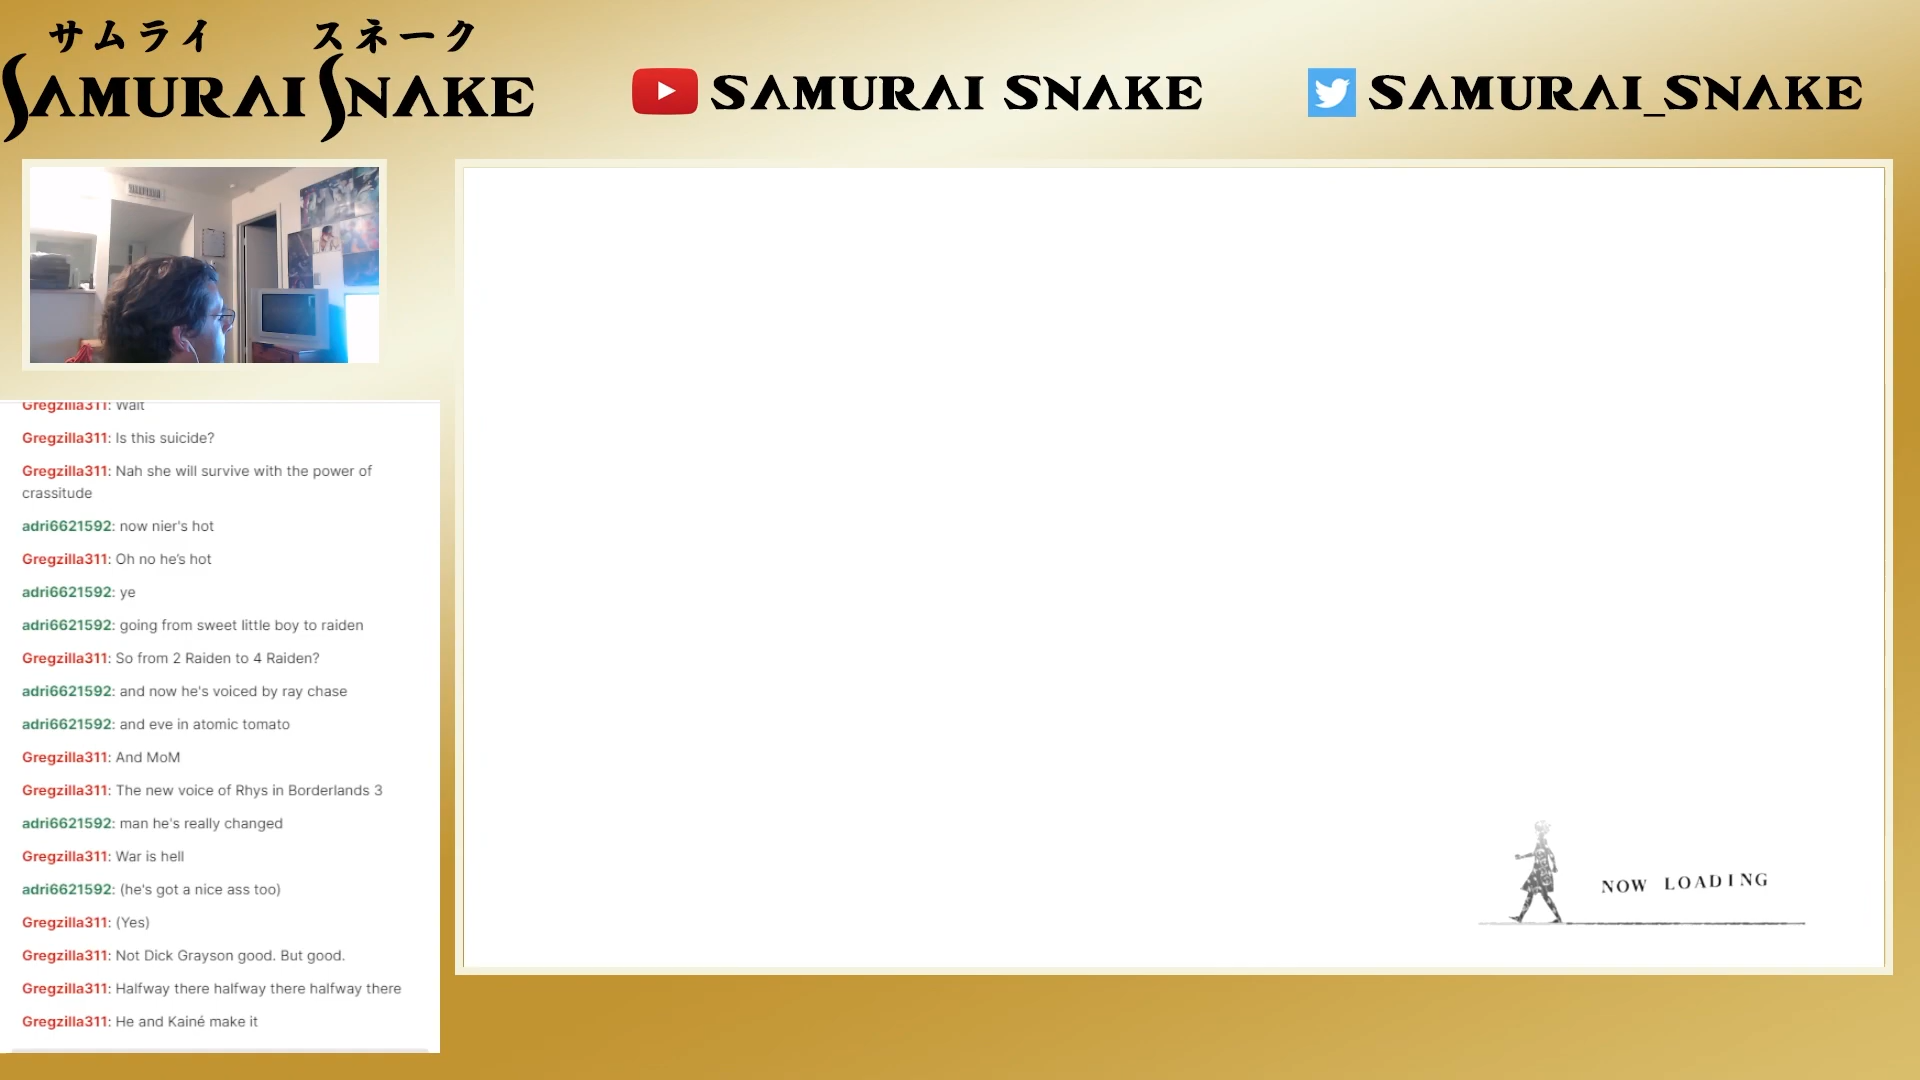 サムライ スネーク
SAMURAI SNAKE
SAMURAI SNAKE
SAMURAI_SNAKE
Gregzilla311: Wait
Gregzilla311: Is this suicide?
Gregzilla311: Nah she will survive with the power of
crassitude
adri6621592: now nier's hot
Gregzilla311: Oh no he's hot
adri6621592: ye
adri6621592: going from sweet little boy to raiden
Gregzilla311: So from 2 Raiden to 4 Raiden?
adri6621592: and now he's voiced by ray chase
adri6621592: and eve in atomic tomato
Gregzilla311: And MoM
Gregzilla311: The new voice of Rhys in Borderlands 3
adri6621592: man he's really changed
Gregzilla311: War is hell
adri6621592: (he's got a nice ass too)
Gregzilla311: (Yes)
Gregzilla311: Not Dick Grayson good. But good.
Gregzilla311: Halfway there halfway there halfway there
Gregzilla311: He and Kainé make it
NOW LOADING